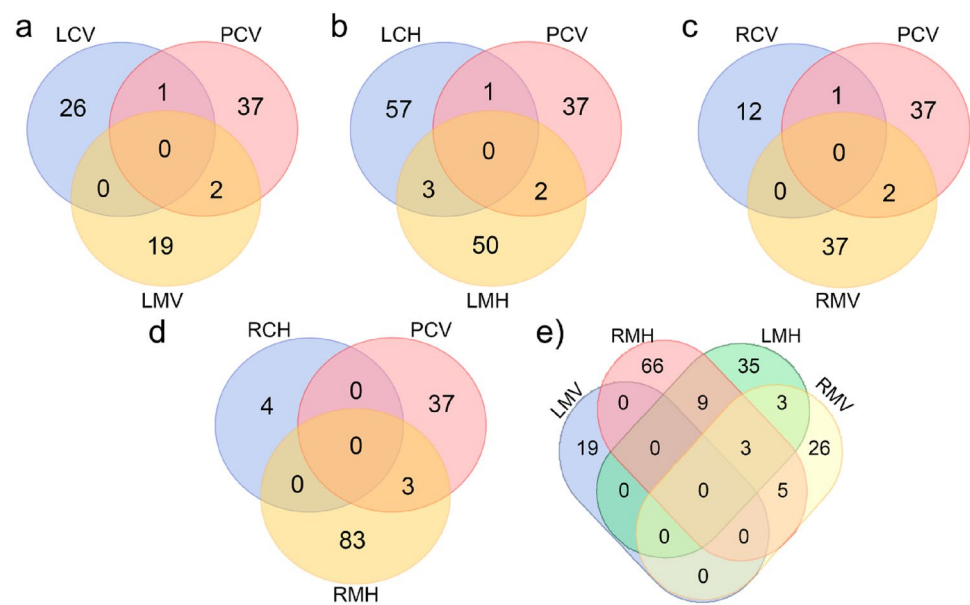 a
LCV PCV
26 1 37
0
0 2
19
LMV
b
LCH PCV
57 1 37
0
3 2
50
LMH
c
RCV PCV
12 1 37
0
0 2
37
RMV
d
RCH PCV
4 0 37
0
0 3
83
RMH
e)
RMH LMH
LMV RMV
66 35
0 9 3
19 0 3 26
0 0 5
0 0
0